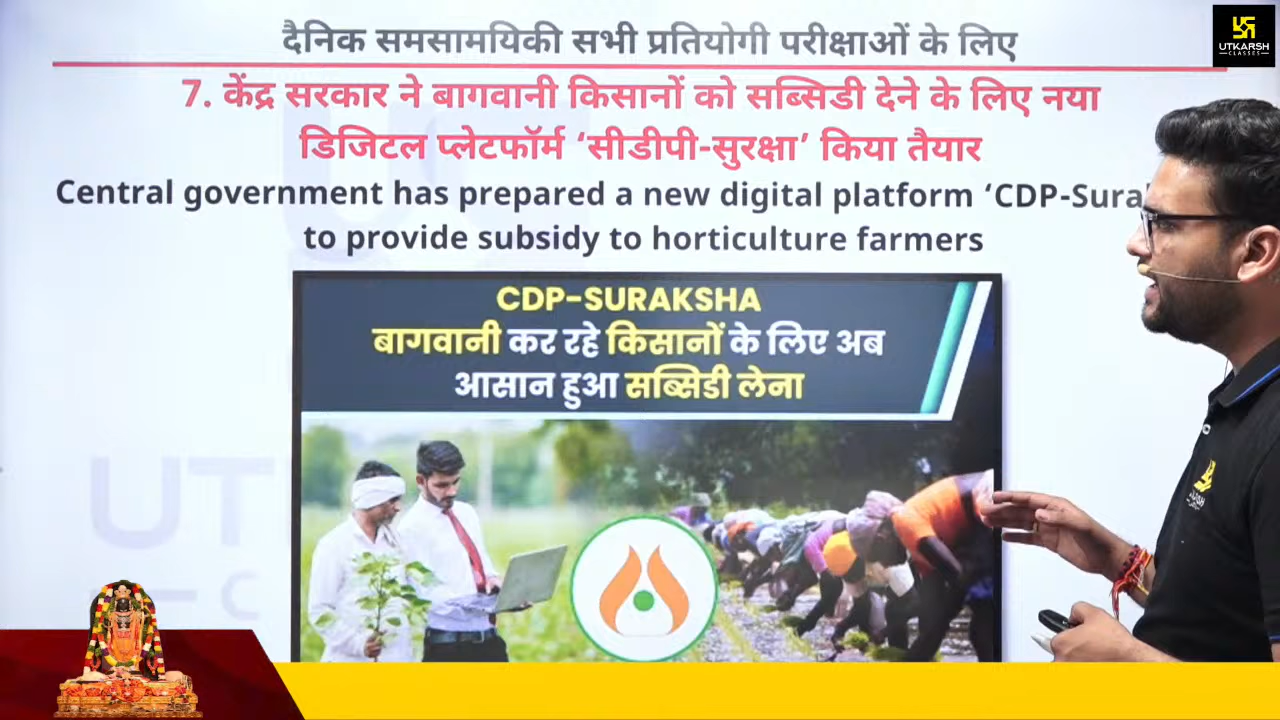 दैनिक समसामयिकी सभी प्रतियोगी परीक्षाओं के लिए
UTKARSH
CLASSES
7. केंद्र सरकार ने बागवानी किसानों को सब्सिडी देने के लिए नया
डिजिटल प्लेटफॉर्म ‘सीडीपी-सुरक्षा’ किया तैयार
Central government has prepared a new digital platform ‘CDP-Sura
to provide subsidy to horticulture farmers
CDP-SURAKSHA
बागवानी कर रहे किसानों के लिए अब
आसान हुआ सब्सिडी लेना